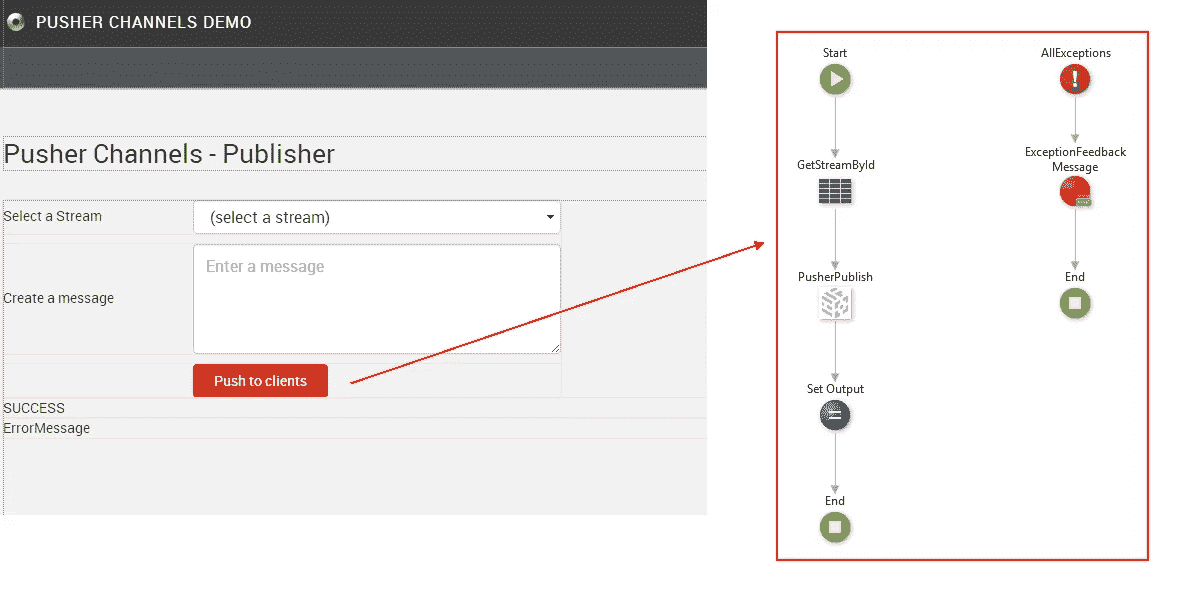 PUSHER CHANNELS DEMO
Pusher Channels - Publisher
Select a Stream
(select a stream)
Enter a message
Create a message
Push to clients
SUCCESS
ErrorMessage
Start
GetStreamById
PusherPublish
Set Output
End
AllExceptions
ExceptionFeedback
Message
End